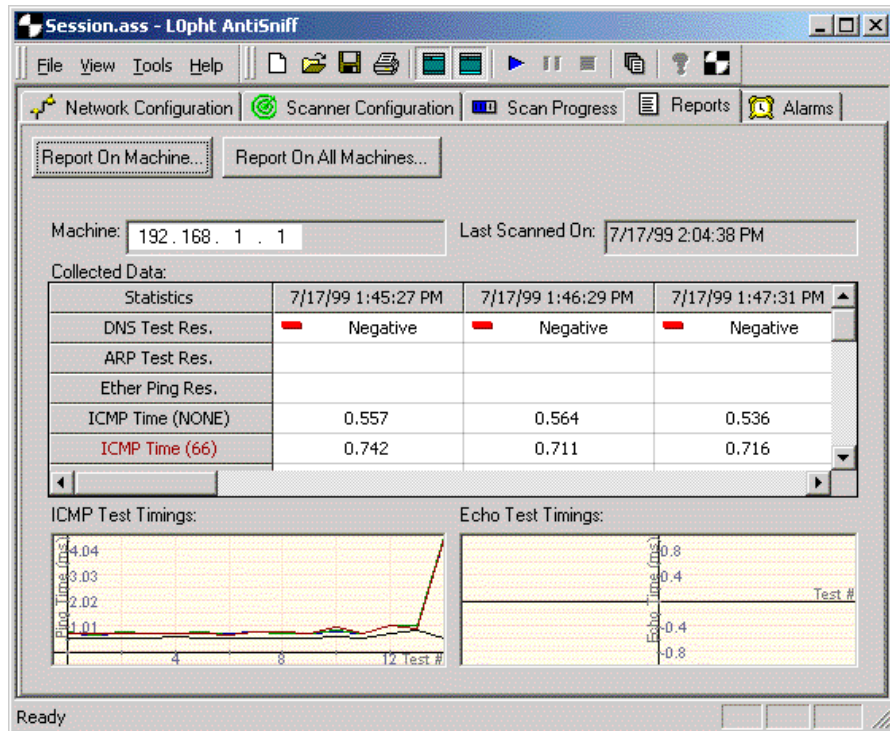 Session.ass - L0pht AntiSniff
File View Tools Help
Network Configuration Scanner Configuration Scan Progress Reports Alarms
Report On Machine... Report On All Machines...
Machine: 192.168. 1 . 1 Last Scanned On: 7/17/99 2:04:38 PM
Collected Data:
Statistics 7/17/99 1:45:27 PM 7/17/99 1:46:29 PM 7/17/99 1:47:31 PM
DNS Test Res. Negative Negative Negative
ARP Test Res.
Ether Ping Res.
ICMP Time (NONE) 0.557 0.564 0.536
ICMP Time (66) 0.742 0.711 0.716
ICMP Test Timings: Echo Test Timings:
Ping Time (ms)
4.04
3.03
2.02
1.01
4 8 12 Test #
Echo Time (ms)
0.8
0.4
Test #
-0.4
-0.8
Ready